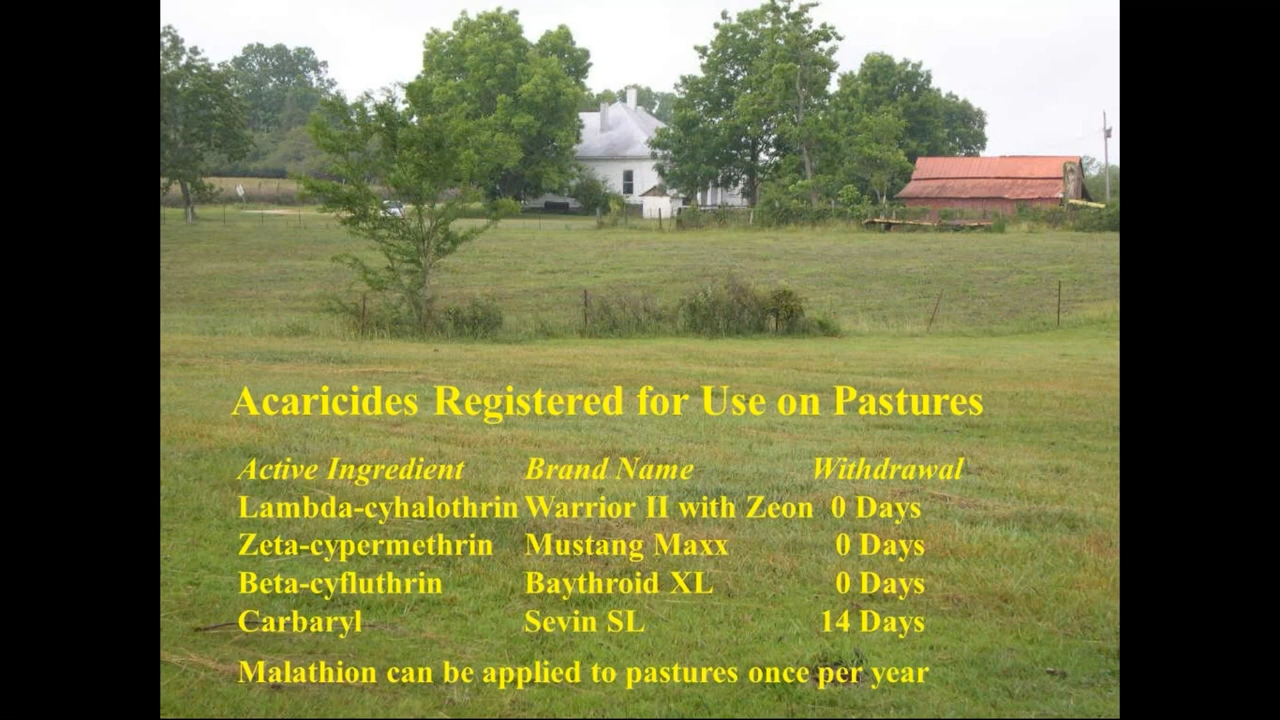 Acaricides Registered for Use on Pastures
Active Ingredient Brand Name Withdrawal
Lambda-cyhalothrin Warrior II with Zeon 0 Days
Zeta-cypermethrin Mustang Maxx 0 Days
Beta-cyfluthrin Baythroid XL 0 Days
Carbaryl Sevin SL 14 Days
Malathion can be applied to pastures once per year